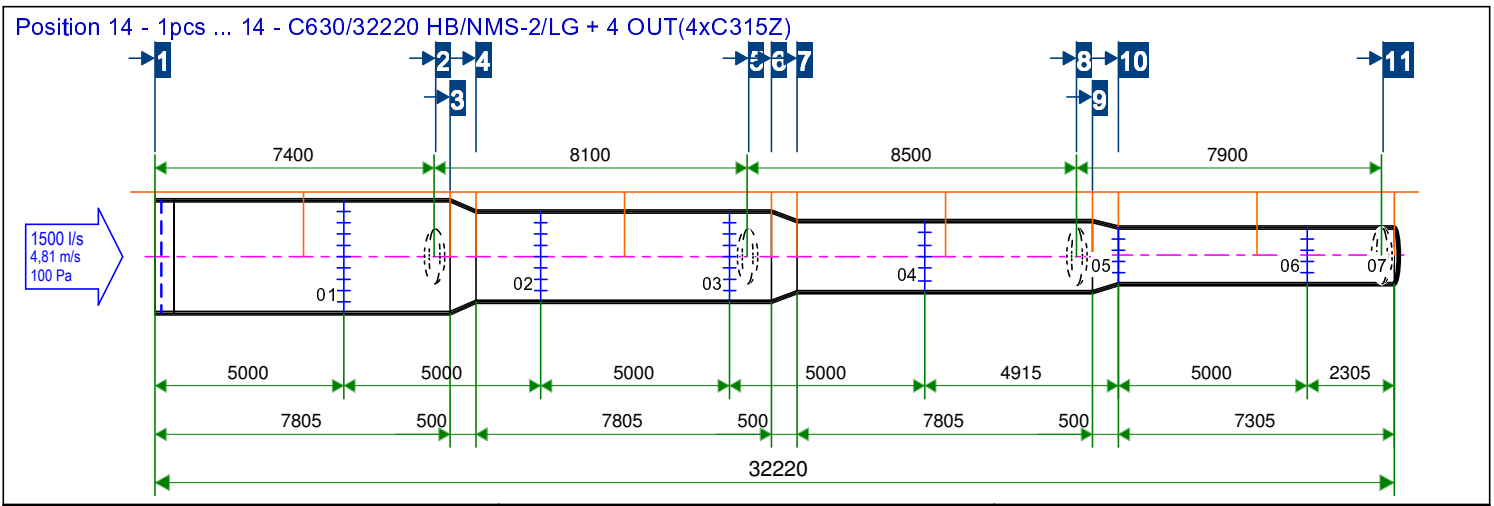 Position 14 - 1pcs ... 14 - C630/32220 HB/NMS-2/LG + 4 OUT(4xC315Z)
1 2 4 5 6 7 8 10 11
3 9
7400 8100 8500 7900
1500 l/s
4,81 m/s
100 Pa
01 02 03 04 05 06 07
5000 5000 5000 5000 4915 5000 2305
7805 500 7805 500 7805 500 7305
32220